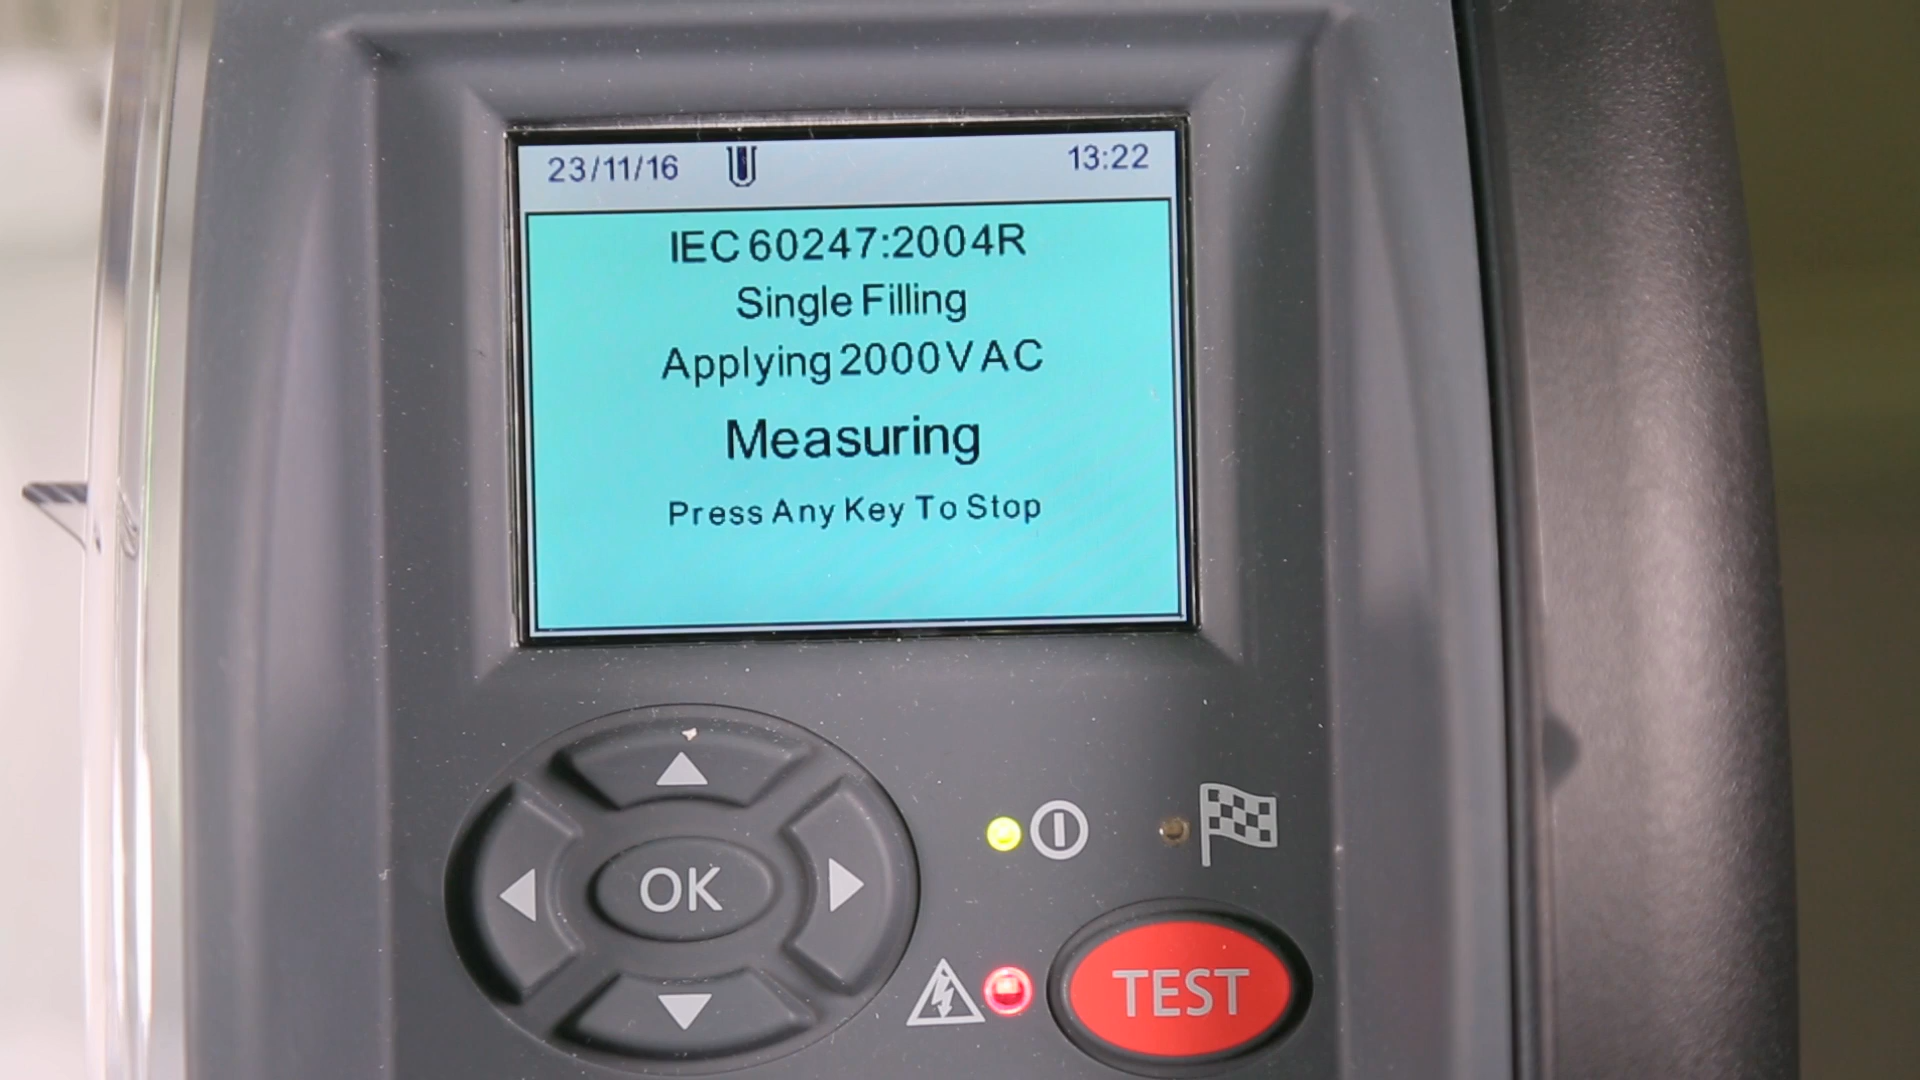 23/11/16 13:22
IEC 60247:2004R
Single Filling
Applying 2000V AC
Measuring
Press Any Key To Stop
OK
TEST